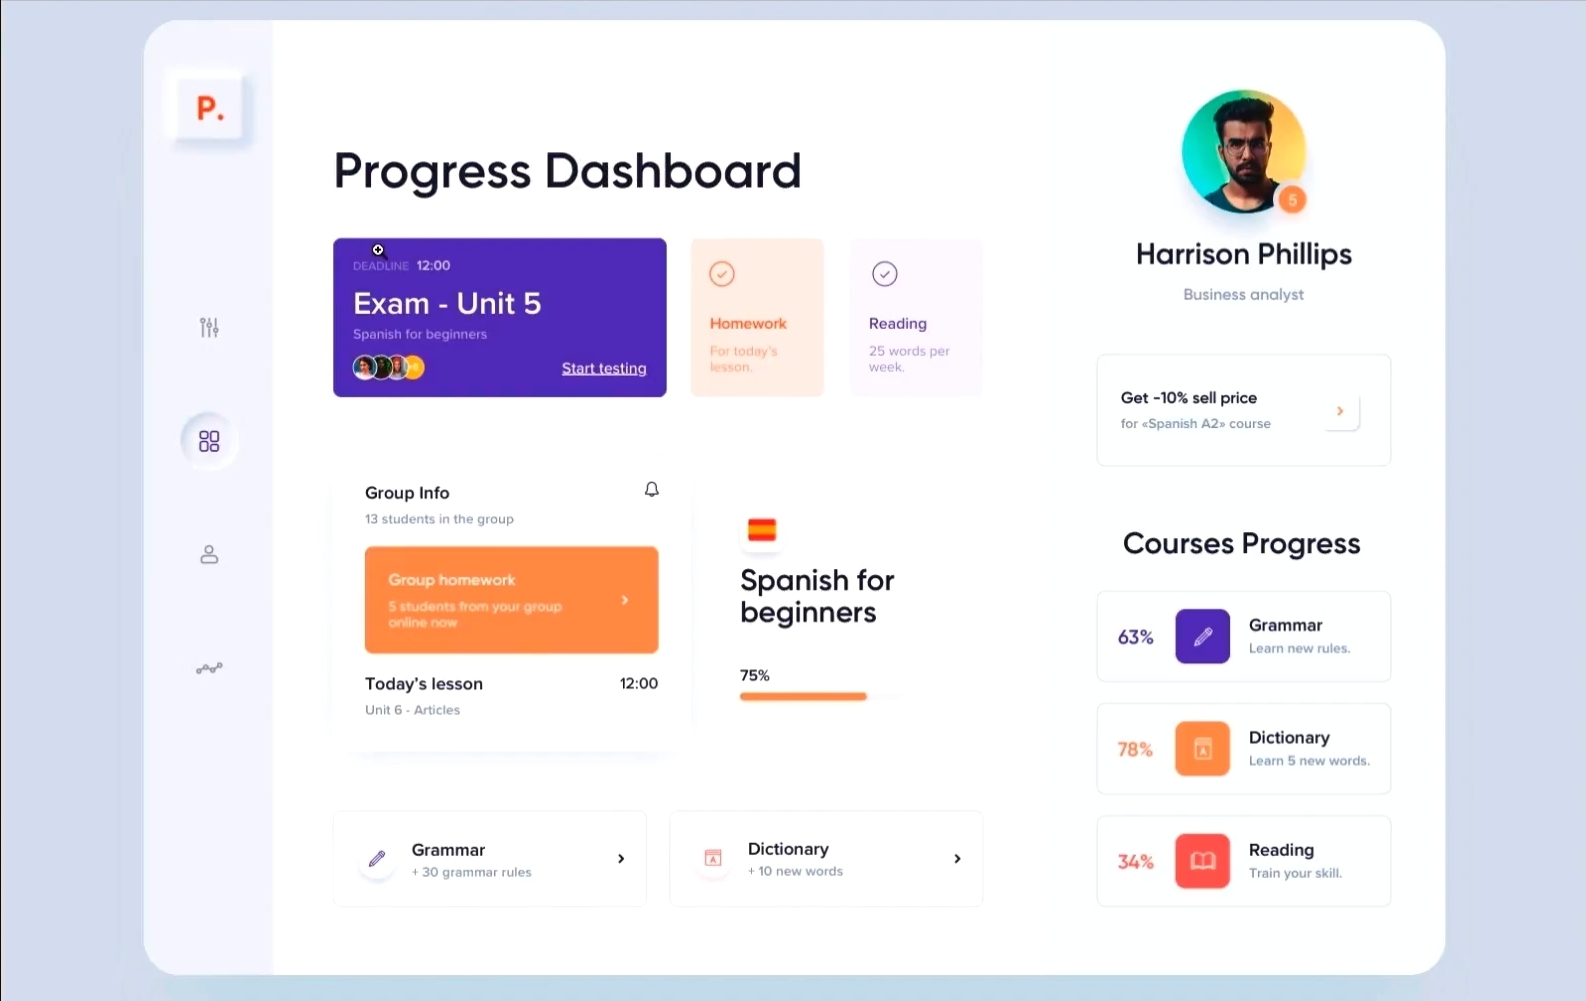 P.
Progress Dashboard
DEADLINE 12:00
Exam - Unit 5
Spanish for beginners
Start testing
Homework
For today's
lesson.
Reading
25 words per
week.
Group Info
13 students in the group
Group homework
5 students from your group
online now
Today's lesson 12:00
Unit 6 - Articles
Spanish for
beginners
75%
Grammar
+ 30 grammar rules
Dictionary
+ 10 new words
5
Harrison Phillips
Business analyst
Get -10% sell price
for «Spanish A2» course
Courses Progress
63%
Grammar
Learn new rules.
78%
Dictionary
Learn 5 new words.
34%
Reading
Train your skill.